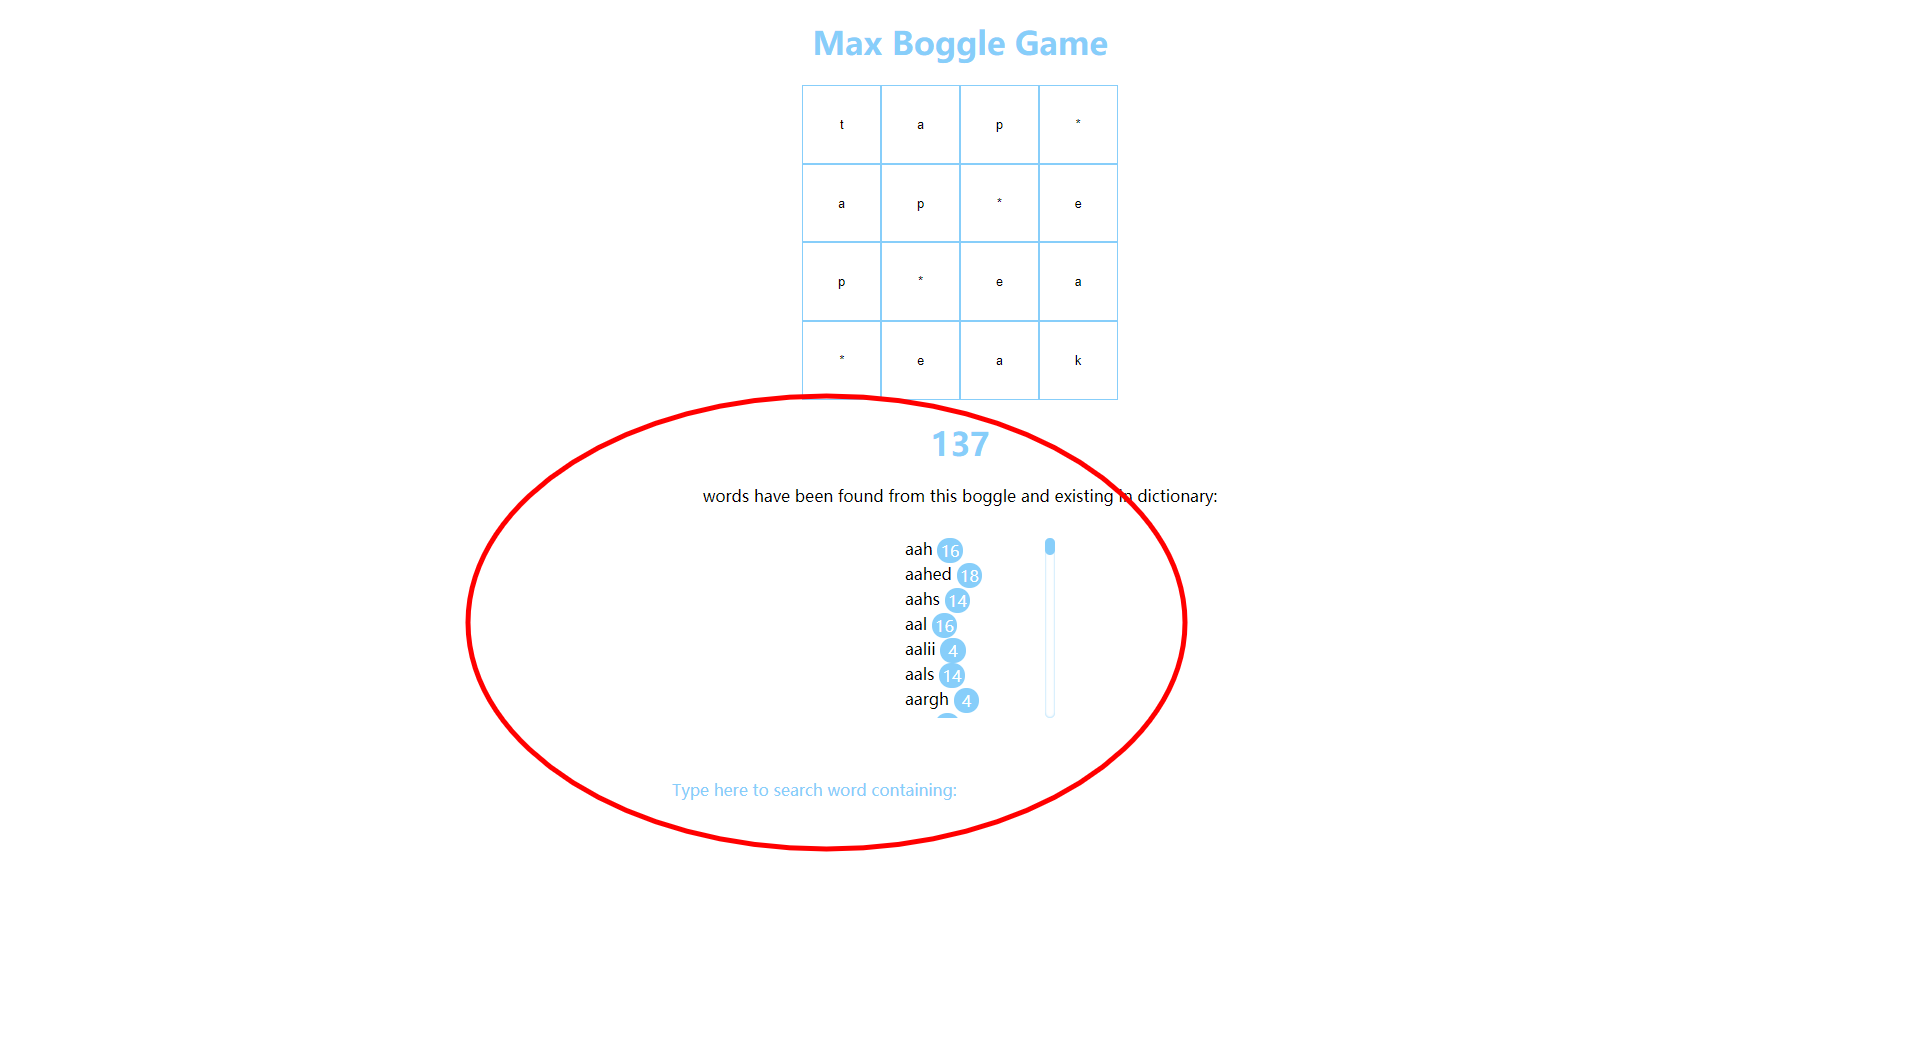 Max Boggle Game
t a p *
a p * e
p * e a
* e a k
137
words have been found from this boggle and existing in dictionary:
aah 16
aahed 18
aahs 14
aal 16
aalii 4
aals 14
aargh 4
Type here to search word containing: